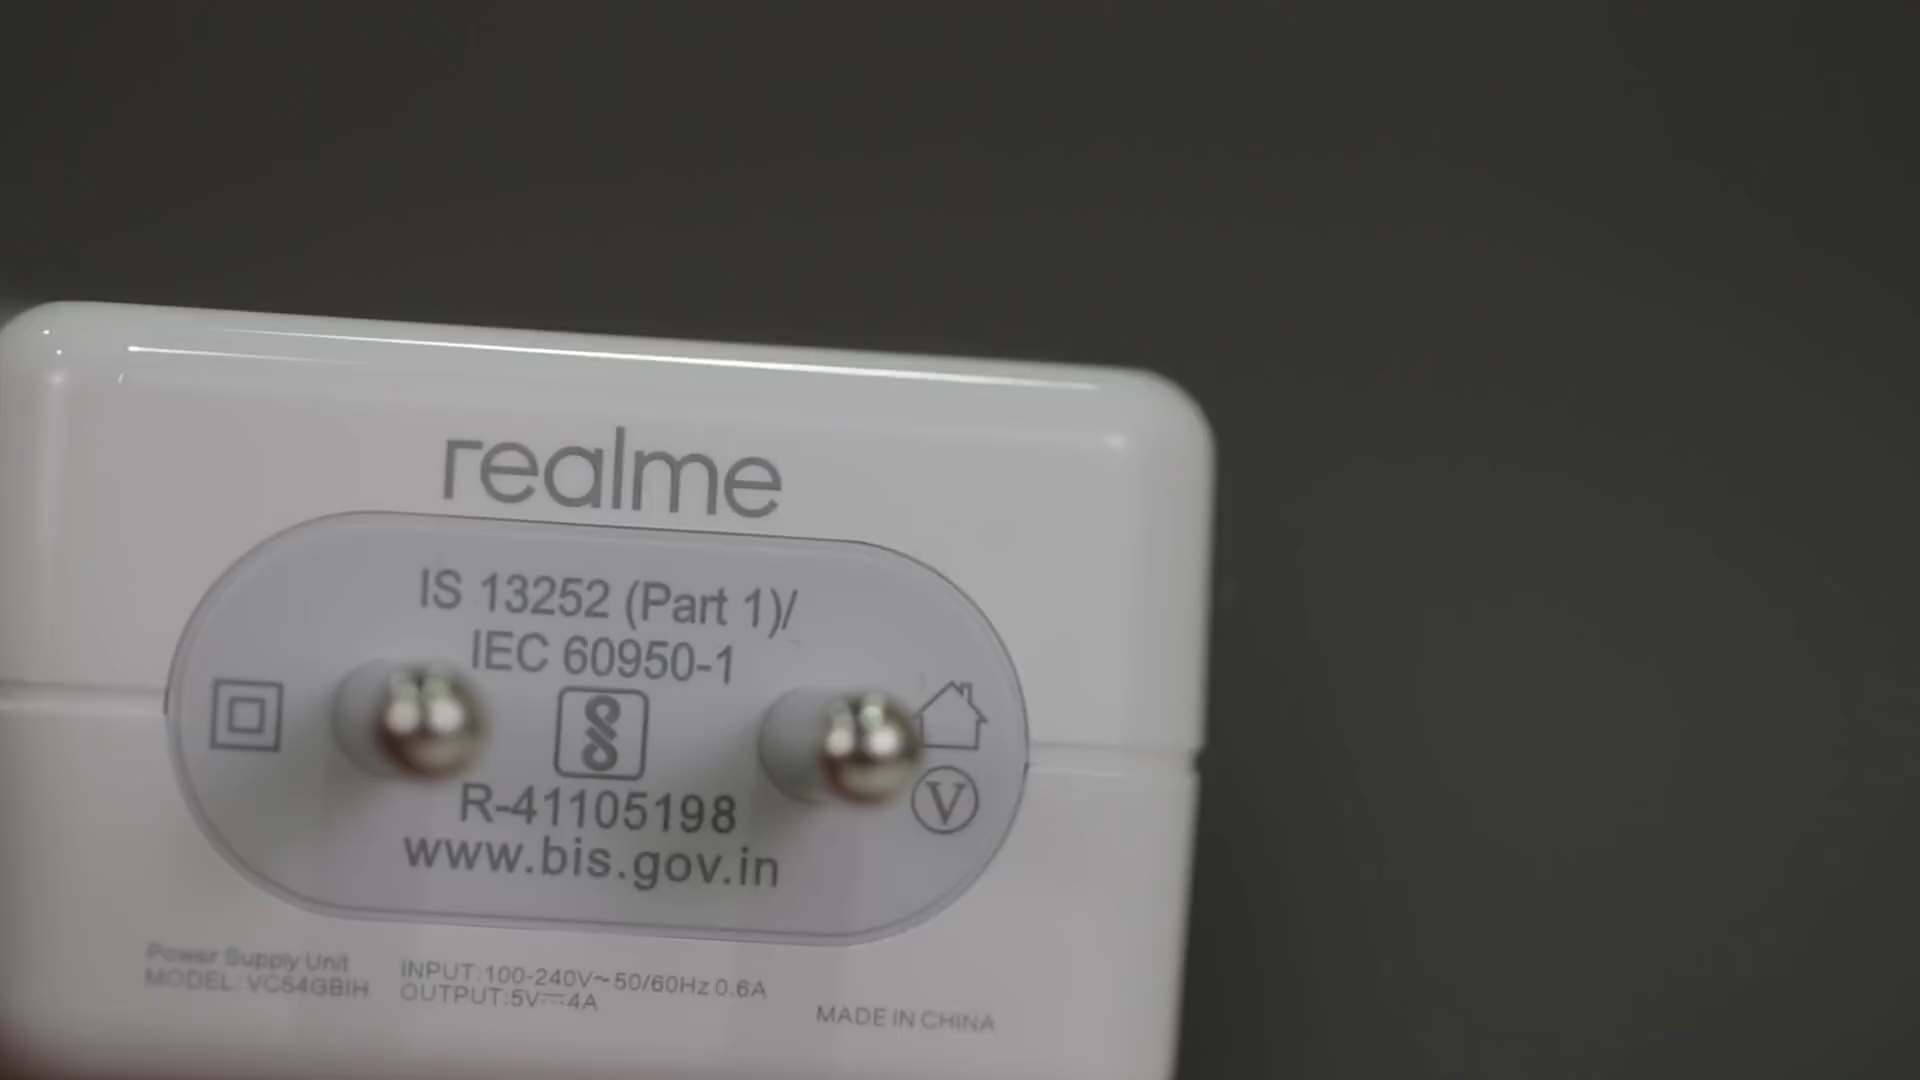 realme
IS 13252 (Part 1)/
IEC 60950-1
R-41105198
www.bis.gov.in
V
Power Supply Unit
MODEL: VC54GBIH
INPUT:100-240V~50/60Hz 0.6A
OUTPUT:5V⎓4A
MADE IN CHINA